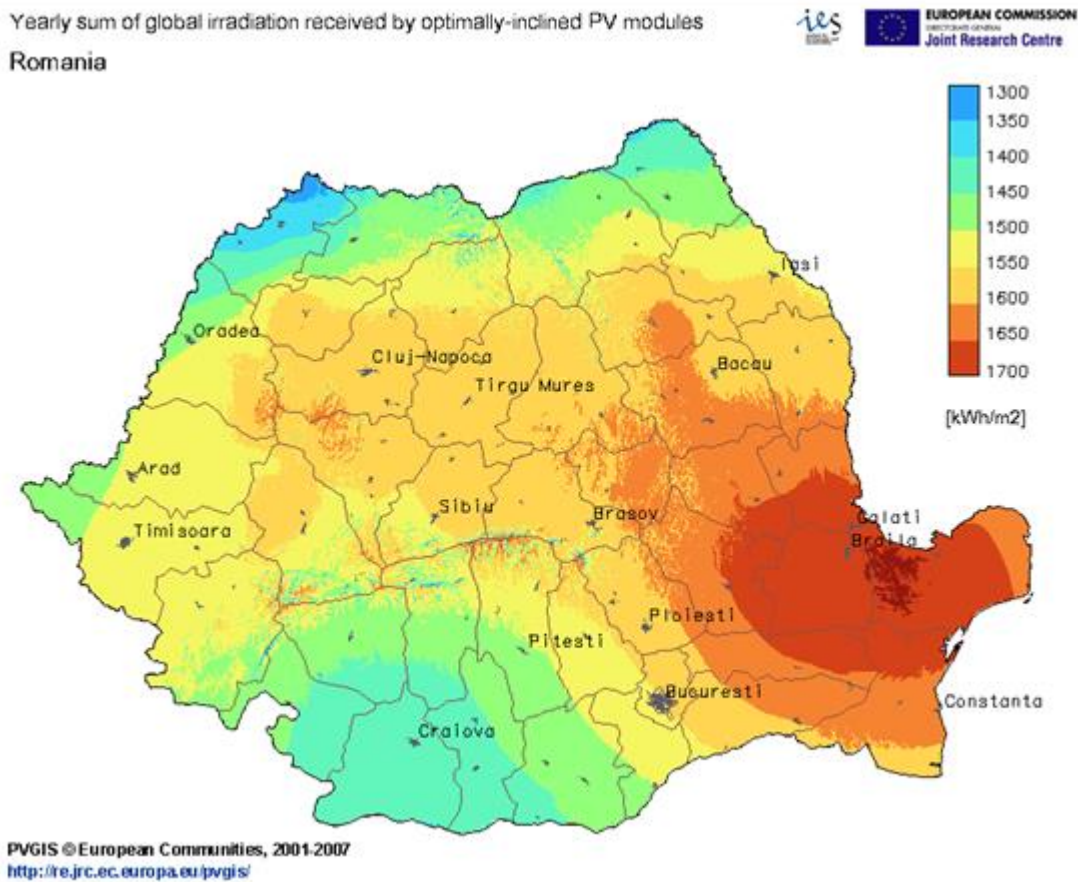 Yearly sum of global irradiation received by optimally-inclined PV modules
Romania
ies
EUROPEAN COMMISSION
DIRECTORATE-GENERAL
Joint Research Centre
1300
1350
1400
1450
1500
1550
1600
1650
1700
[kWh/m2]
Iasi
Oradea
Cluj-Napoca
Bacau
Tirgu Mures
Arad
Sibiu
Brasov
Galati
Timisoara
Braila
Ploiesti
Pitesti
Bucuresti
Constanta
Craiova
PVGIS © European Communities, 2001-2007
http://re.jrc.ec.europa.eu/pvgis/